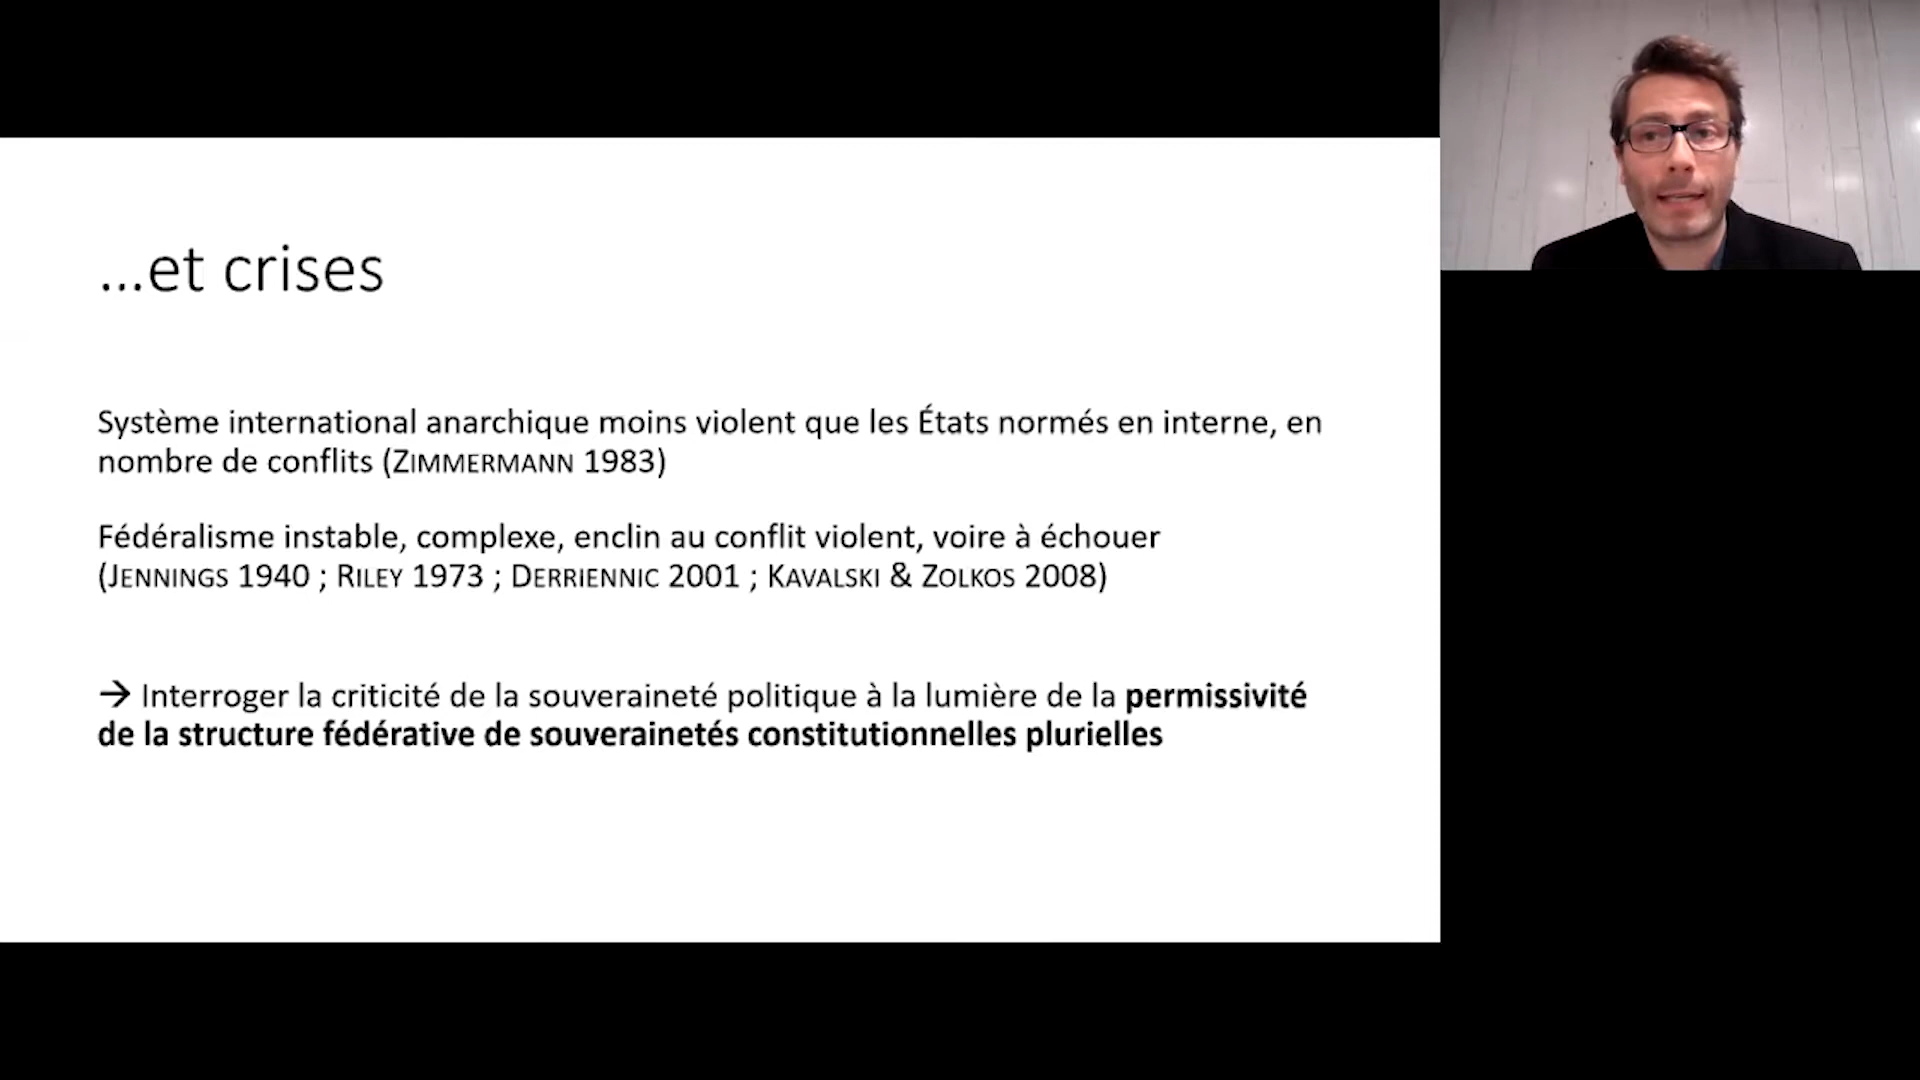 ...et crises
Système international anarchique moins violent que les États normés en interne, en
nombre de conflits (ZIMMERMANN 1983)
Fédéralisme instable, complexe, enclin au conflit violent, voire à échouer
(JENNINGS 1940 ; RILEY 1973 ; DERRIENNIC 2001 ; KAVALSKI & ZOLKOS 2008)
→ Interroger la criticité de la souveraineté politique à la lumière de la permissivité
de la structure fédérative de souverainetés constitutionnelles plurielles